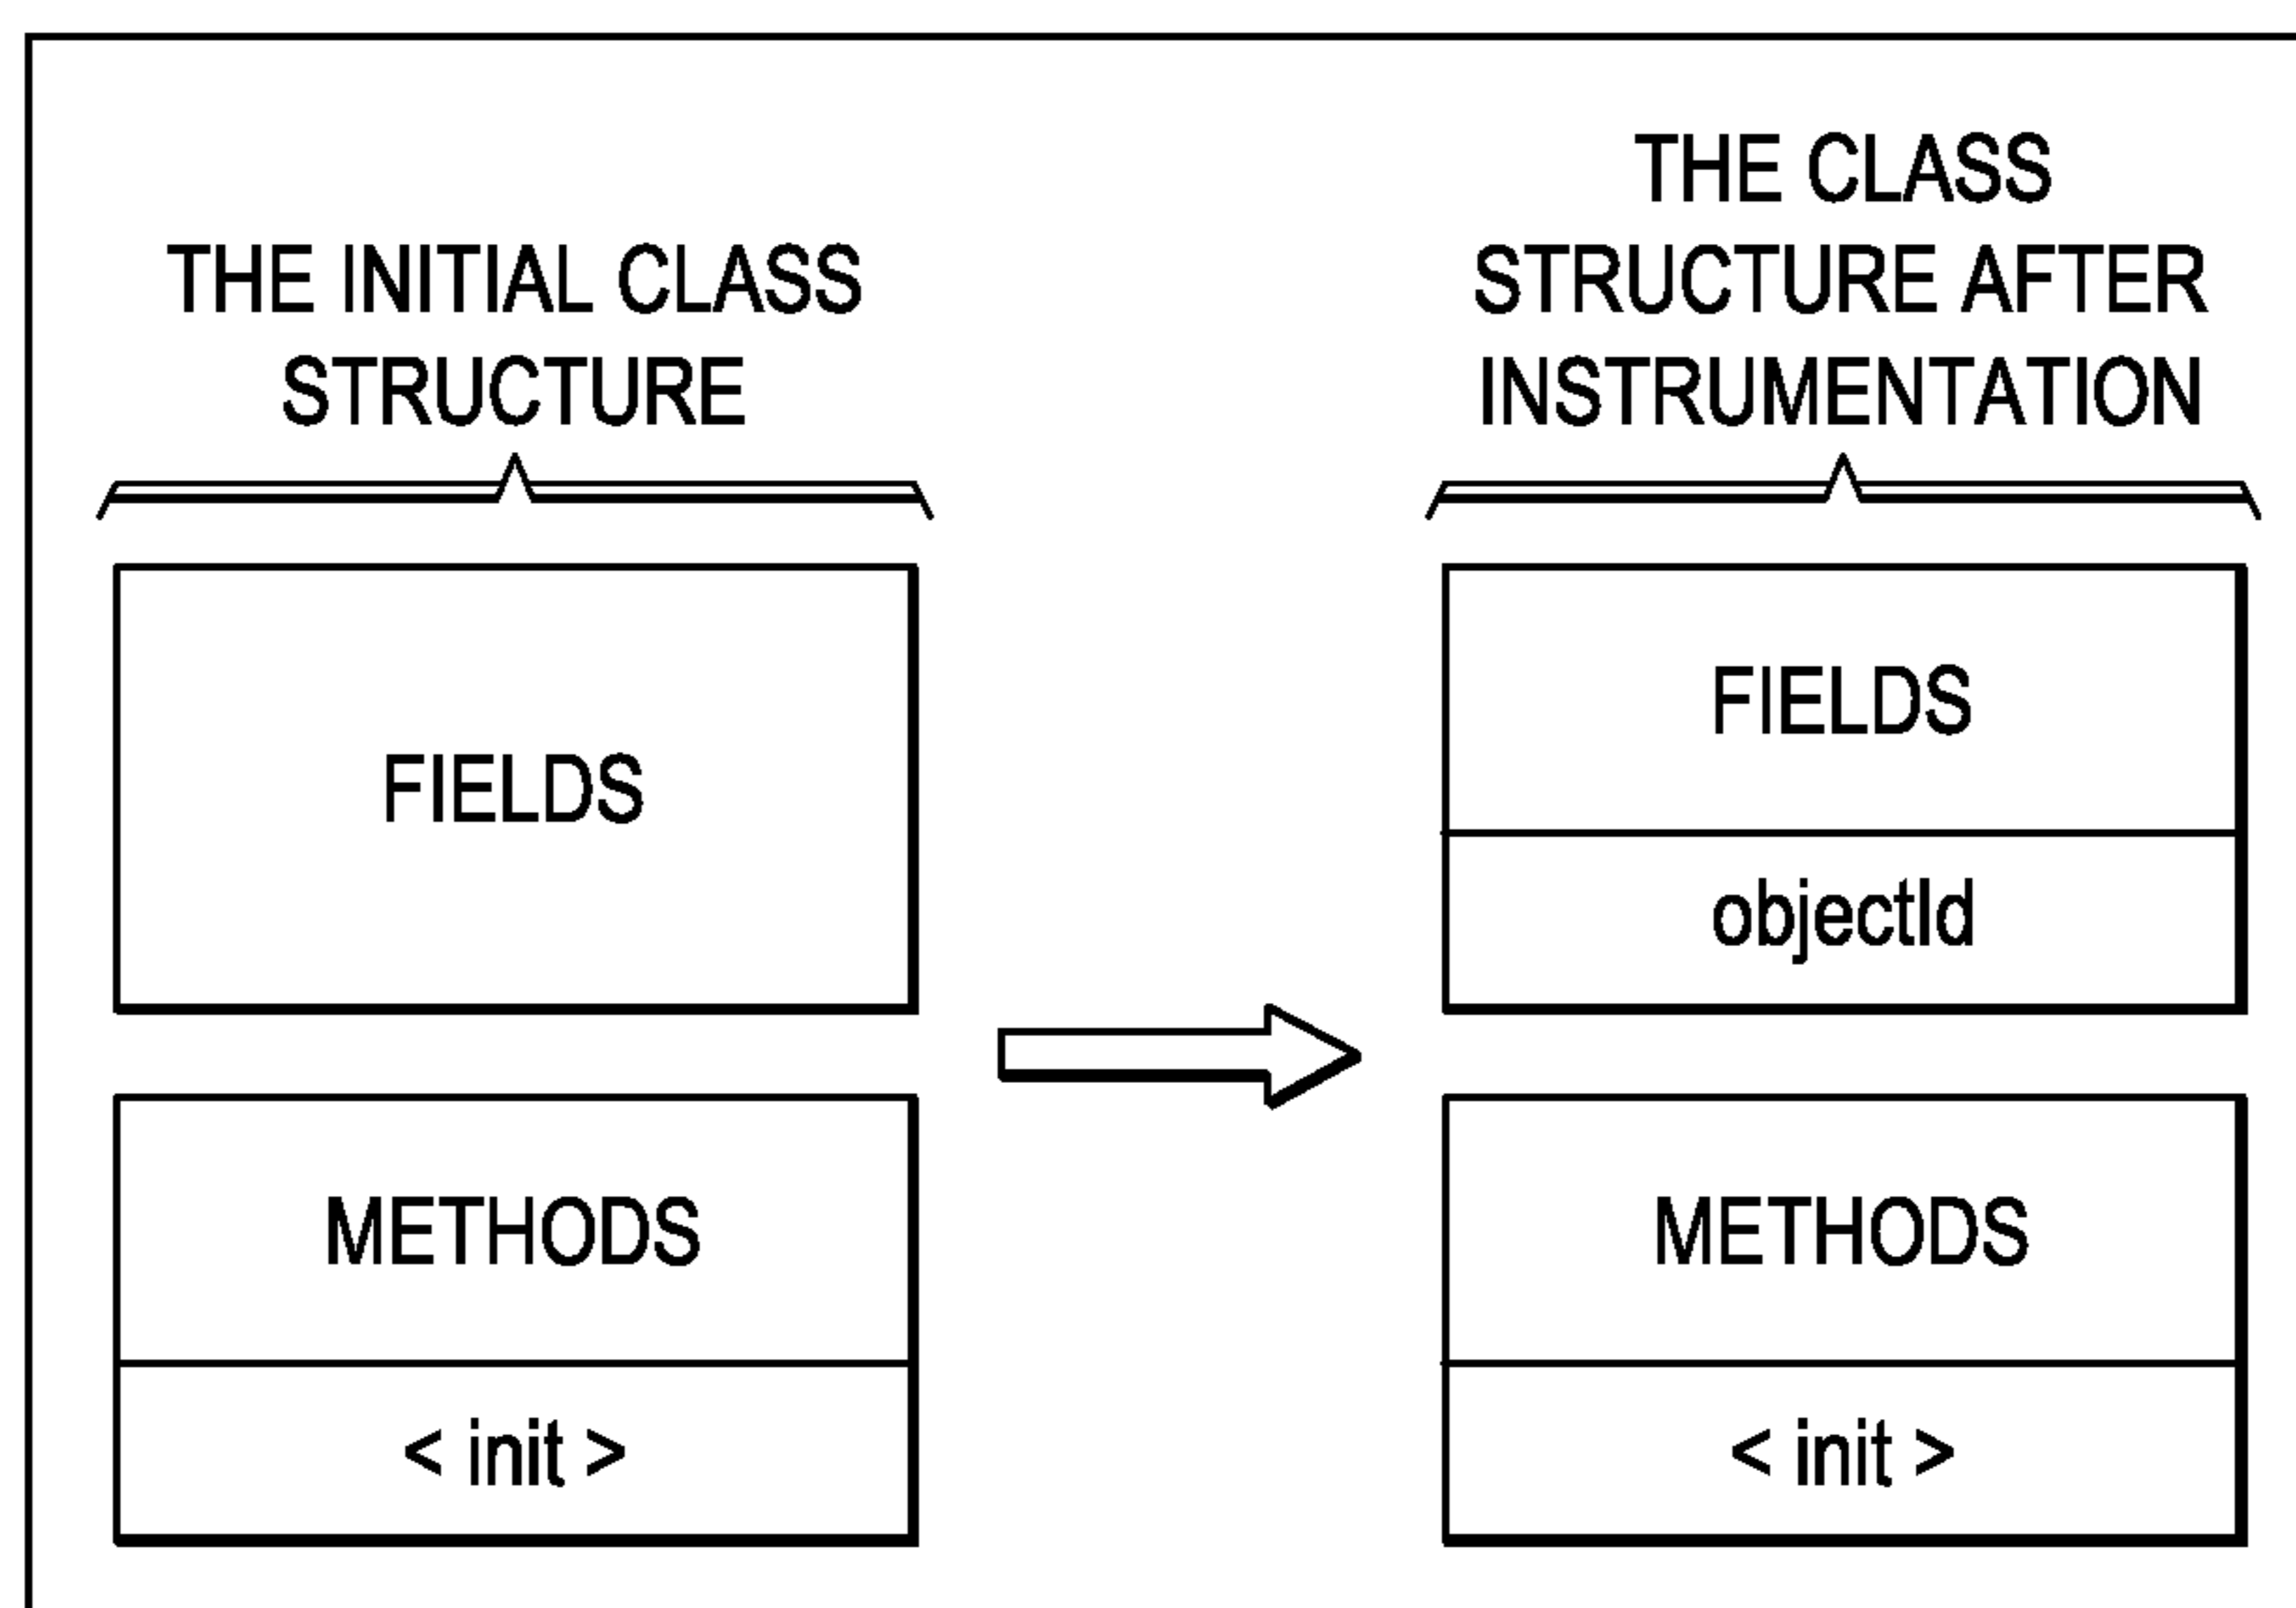 THE INITIAL CLASS
STRUCTURE
FIELDS
METHODS
< init >
THE CLASS
STRUCTURE AFTER
INSTRUMENTATION
FIELDS
objectId
METHODS
< init >